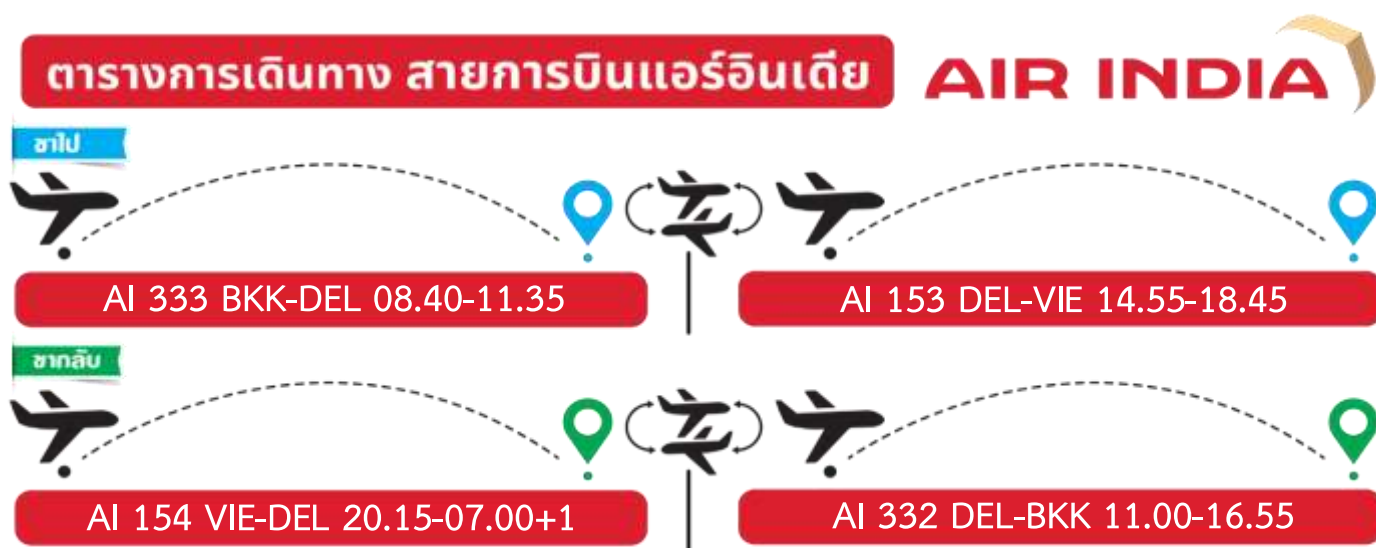 ตารางการเดินทาง สายการบินแอร์อินเดีย
AIR INDIA
ขาไป
AI 333 BKK-DEL 08.40-11.35
AI 153 DEL-VIE 14.55-18.45
ขากลับ
AI 154 VIE-DEL 20.15-07.00+1
AI 332 DEL-BKK 11.00-16.55